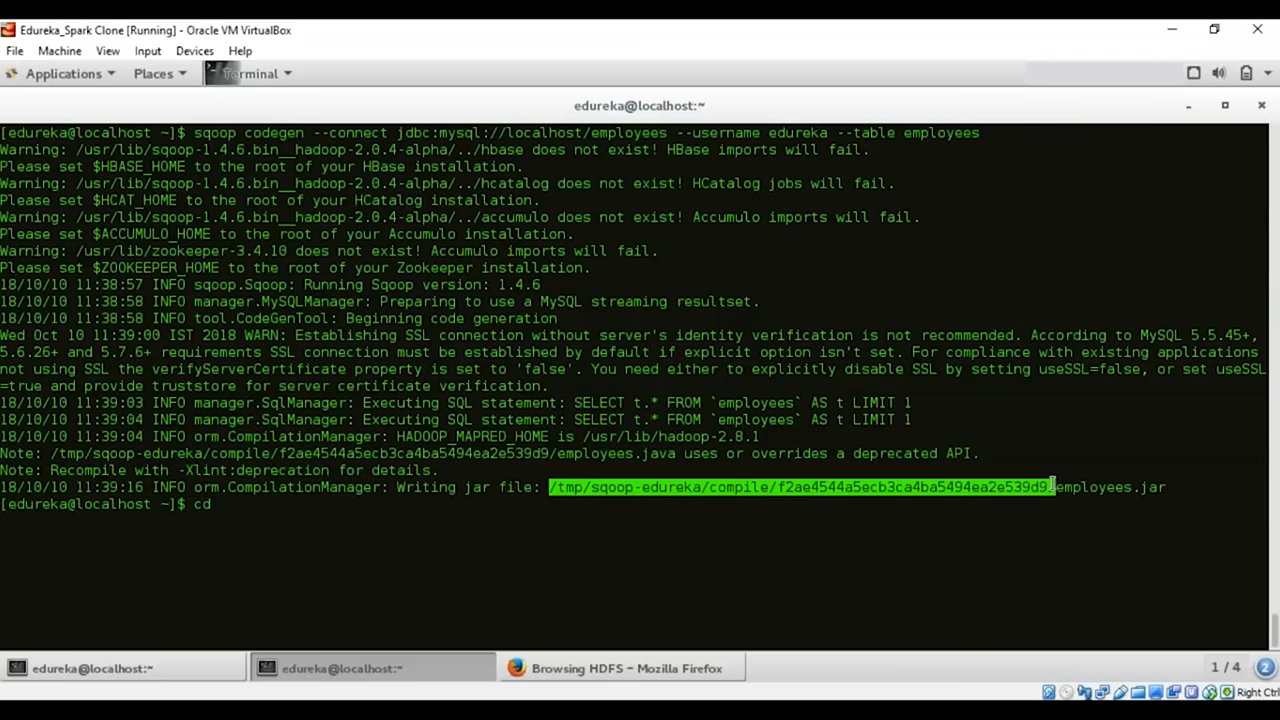 Edureka_Spark Clone [Running] - Oracle VM VirtualBox
File Machine View Input Devices Help
Applications Places Terminal
edureka@localhost:~
[edureka@localhost ~]$ sqoop codegen --connect jdbc:mysql://localhost/employees --username edureka --table employees
Warning: /usr/lib/sqoop-1.4.6.bin__hadoop-2.0.4-alpha/../hbase does not exist! HBase imports will fail.
Please set $HBASE_HOME to the root of your HBase installation.
Warning: /usr/lib/sqoop-1.4.6.bin__hadoop-2.0.4-alpha/../hcatalog does not exist! HCatalog jobs will fail.
Please set $HCAT_HOME to the root of your HCatalog installation.
Warning: /usr/lib/sqoop-1.4.6.bin__hadoop-2.0.4-alpha/../accumulo does not exist! Accumulo imports will fail.
Please set $ACCUMULO_HOME to the root of your Accumulo installation.
Warning: /usr/lib/zookeeper-3.4.10 does not exist! Accumulo imports will fail.
Please set $ZOOKEEPER_HOME to the root of your Zookeeper installation.
18/10/10 11:38:57 INFO sqoop.Sqoop: Running Sqoop version: 1.4.6
18/10/10 11:38:58 INFO manager.MySQLManager: Preparing to use a MySQL streaming resultset.
18/10/10 11:38:58 INFO tool.CodeGenTool: Beginning code generation
Wed Oct 10 11:39:00 IST 2018 WARN: Establishing SSL connection without server's identity verification is not recommended. According to MySQL 5.5.45+,
5.6.26+ and 5.7.6+ requirements SSL connection must be established by default if explicit option isn't set. For compliance with existing applications
not using SSL the verifyServerCertificate property is set to 'false'. You need either to explicitly disable SSL by setting useSSL=false, or set useSSL
=true and provide truststore for server certificate verification.
18/10/10 11:39:03 INFO manager.SqlManager: Executing SQL statement: SELECT t.* FROM `employees` AS t LIMIT 1
18/10/10 11:39:04 INFO manager.SqlManager: Executing SQL statement: SELECT t.* FROM `employees` AS t LIMIT 1
18/10/10 11:39:04 INFO orm.CompilationManager: HADOOP_MAPRED_HOME is /usr/lib/hadoop-2.8.1
Note: /tmp/sqoop-edureka/compile/f2ae4544a5ecb3ca4ba5494ea2e539d9/employees.java uses or overrides a deprecated API.
Note: Recompile with -Xlint:deprecation for details.
18/10/10 11:39:16 INFO orm.CompilationManager: Writing jar file: /tmp/sqoop-edureka/compile/f2ae4544a5ecb3ca4ba5494ea2e539d9/employees.jar
[edureka@localhost ~]$ cd
edureka@localhost:~ edureka@localhost:~ Browsing HDFS – Mozilla Firefox 1 / 4 2
Right Ctrl